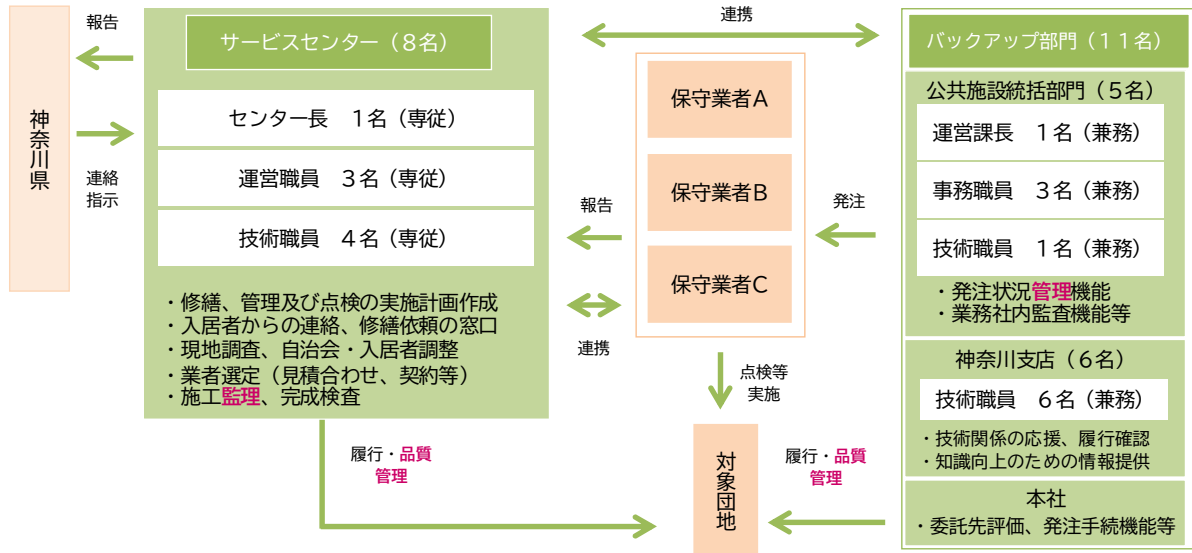 神奈川県
報告
連絡
指示
サービスセンター（８名）
センター長　１名（専従）
運営職員　３名（専従）
技術職員　４名（専従）
・修繕、管理及び点検の実施計画作成
・入居者からの連絡、修繕依頼の窓口
・現地調査、自治会・入居者調整
・業者選定（見積合わせ、契約等）
・施工監理、完成検査
履行・品質
管理
連携
保守業者A
保守業者B
保守業者C
報告
連携
発注
点検等
実施
対象団地
履行・品質
管理
バックアップ部門（１１名）
公共施設統括部門（５名）
運営課長　１名（兼務）
事務職員　３名（兼務）
技術職員　１名（兼務）
・発注状況管理機能
・業務社内監査機能等
神奈川支店（６名）
技術職員　６名（兼務）
・技術関係の応援、履行確認
・知識向上のための情報提供
本社
・委託先評価、発注手続機能等